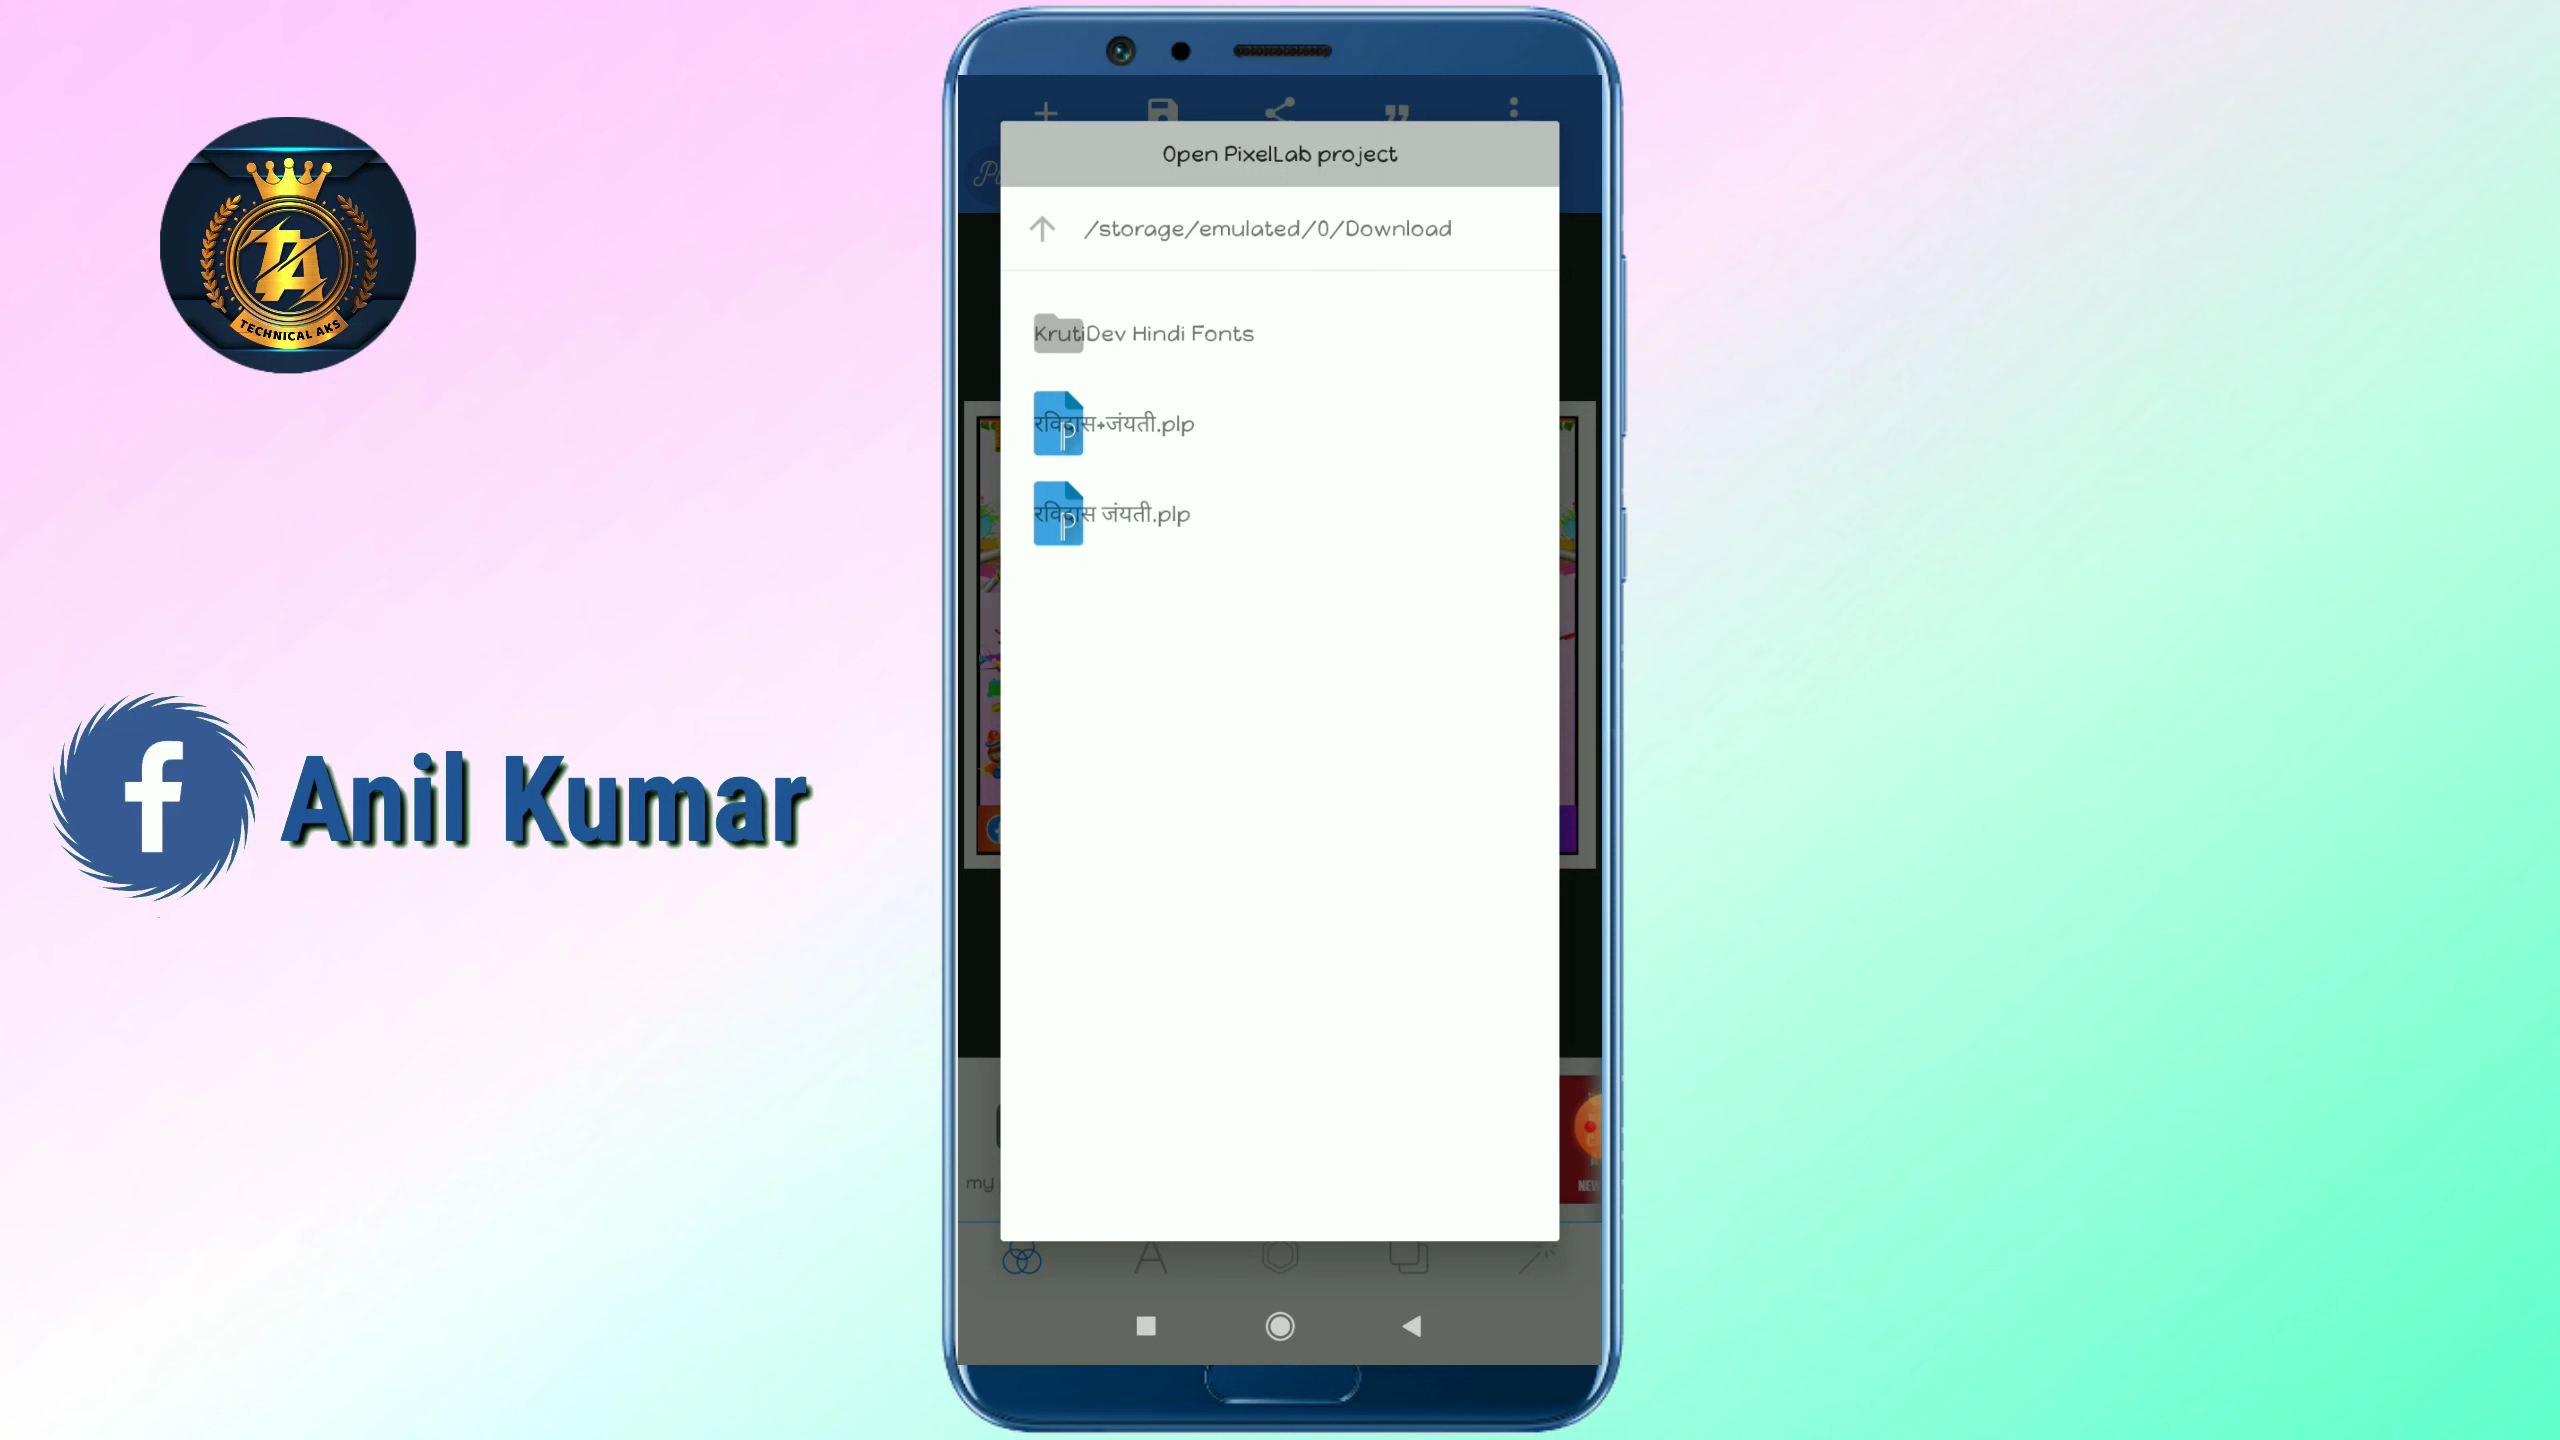 TECHNICAL AKS
Anil Kumar
Open PixelLab project
/storage/emulated/0/Download
KrutiDev Hindi Fonts
रविदास+जंयती.plp
रविदास जंयती.plp
my
NEW